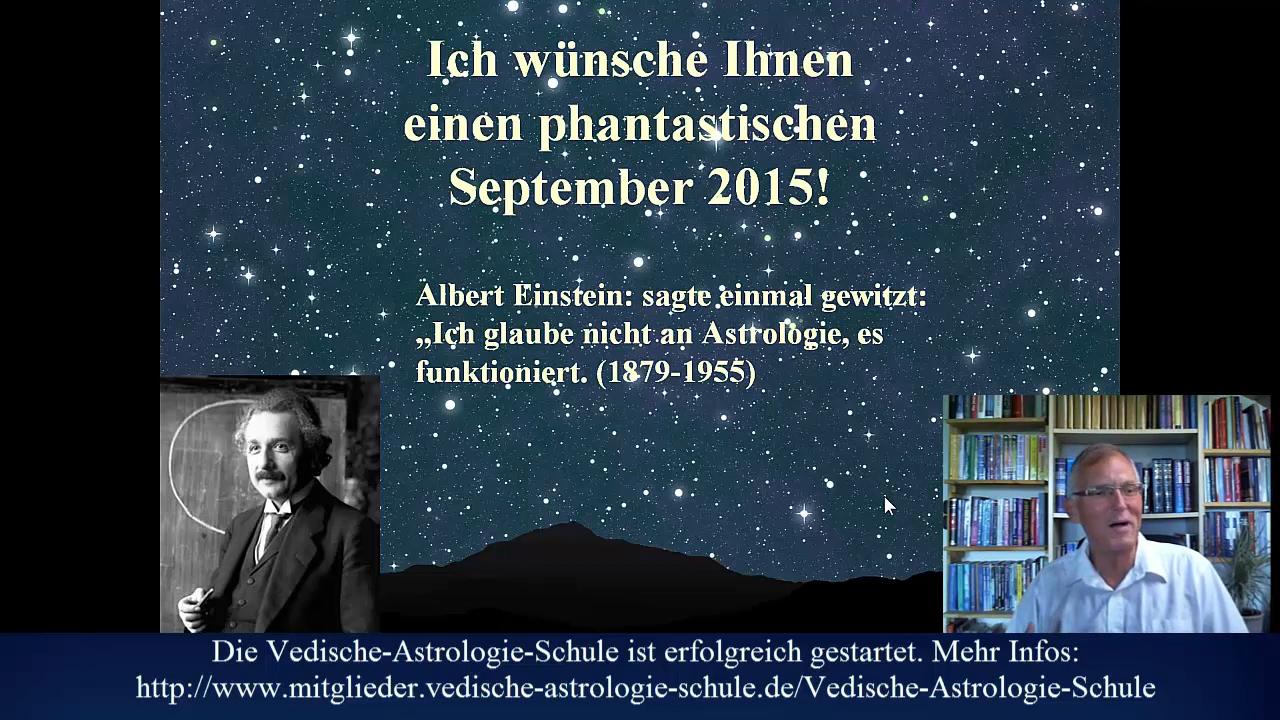 Ich wünsche Ihnen
einen phantastischen
September 2015!
Albert Einstein: sagte einmal gewitzt:
„Ich glaube nicht an Astrologie, es
funktioniert. (1879-1955)
Die Vedische-Astrologie-Schule ist erfolgreich gestartet. Mehr Infos:
http://www.mitglieder.vedische-astrologie-schule.de/Vedische-Astrologie-Schule